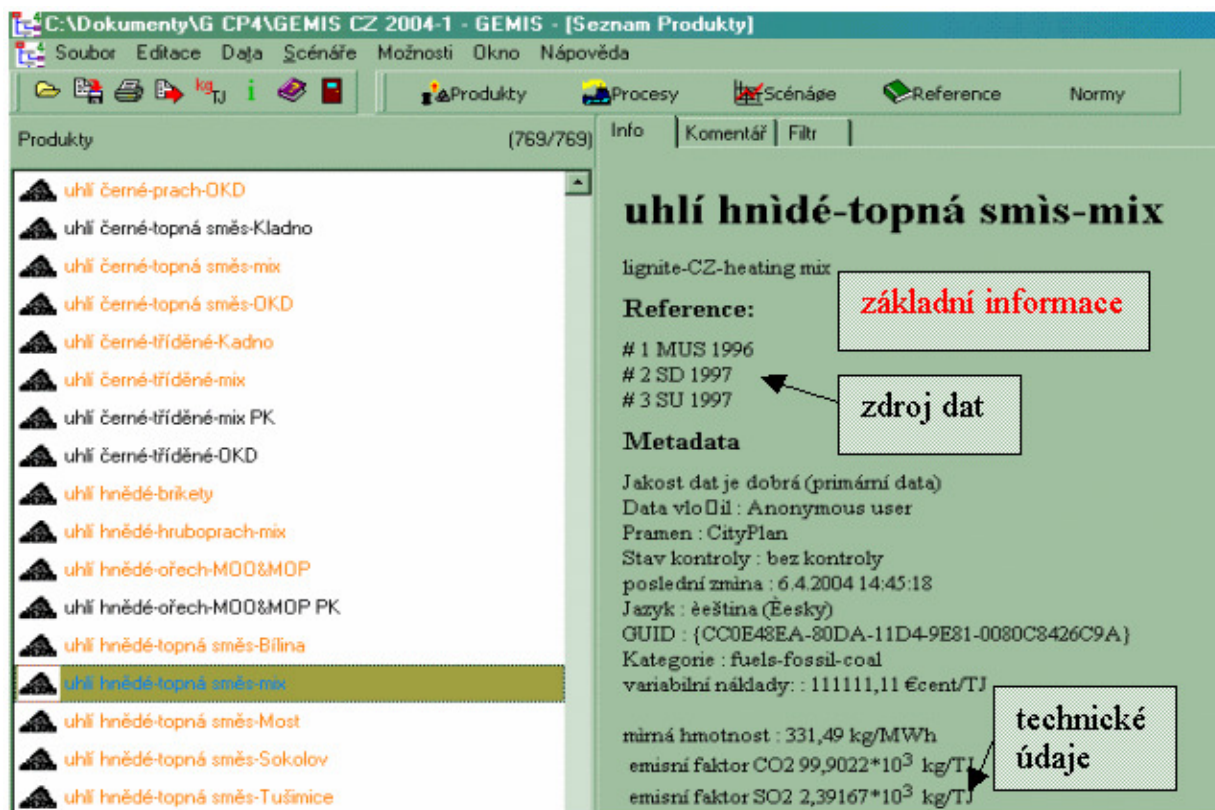 C:\Dokumenty\G CP4\GEMIS CZ 2004-1 - GEMIS - [Seznam Produkty]
Soubor Editace Data Scénáře Možnosti Okno Nápověda
kg TJ i Produkty Procesy Scénáøe Reference Normy
Produkty (769/769)
Info Komentář Filtr
uhlí černé-prach-OKD
uhlí černé-topná směs-Kladno
uhlí černé-topná směs-mix
uhlí černé-topná směs-OKD
uhlí černé-tříděné-Kadno
uhlí černé-tříděné-mix
uhlí černé-tříděné-mix PK
uhlí černé-tříděné-OKD
uhlí hnědé-brikety
uhlí hnědé-hruboprach-mix
uhlí hnědé-ořech-MOO&MOP
uhlí hnědé-ořech-MOO&MOP PK
uhlí hnědé-topná směs-Bílina
uhlí hnědé-topná směs-mix
uhlí hnědé-topná směs-Most
uhlí hnědé-topná směs-Sokolov
uhlí hnědé-topná směs-Tušimice
uhlí hnìdé-topná smìs-mix
lignite-CZ-heating mix
základní informace
Reference:
# 1 MUS 1996
# 2 SD 1997
# 3 SU 1997
zdroj dat
Metadata
Jakost dat je dobrá (primární data)
Data vlo□il : Anonymous user
Pramen : CityPlan
Stav kontroly : bez kontroly
poslední zmìna : 6.4.2004 14:45:18
Jazyk : èeština (Èesky)
GUID : {CC0E48EA-80DA-11D4-9E81-0080C8426C9A}
Kategorie : fuels-fossil-coal
variabilní náklady: : 111111,11 €cent/TJ
technické
údaje
mìrná hmotnost : 331,49 kg/MWh
emisní faktor CO2 99,9022*10³ kg/TJ
emisní faktor SO2 2,39167*10³ kg/TJ